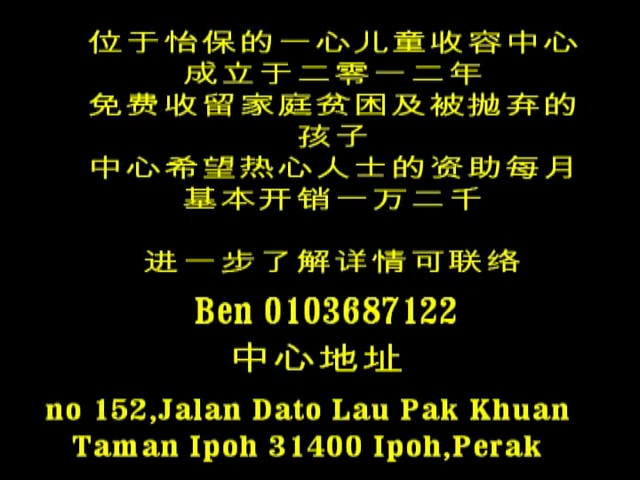 位于怡保的一心儿童收容中心
成立于二零一二年
免费收留家庭贫困及被抛弃的
孩子
中心希望热心人士的资助每月
基本开销一万二千
进一步了解详情可联络
Ben 0103687122
中心地址
no 152,Jalan Dato Lau Pak Khuan
Taman Ipoh 31400 Ipoh,Perak